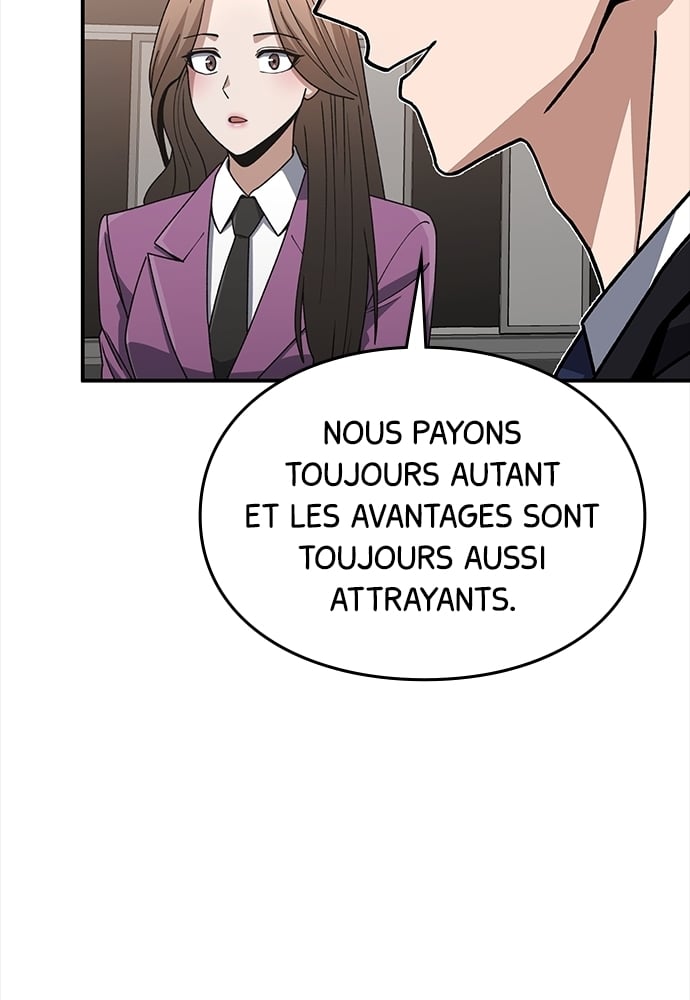 NOUS PAYONS
TOUJOURS AUTANT
ET LES AVANTAGES SONT
TOUJOURS AUSSI
ATTRAYANTS.